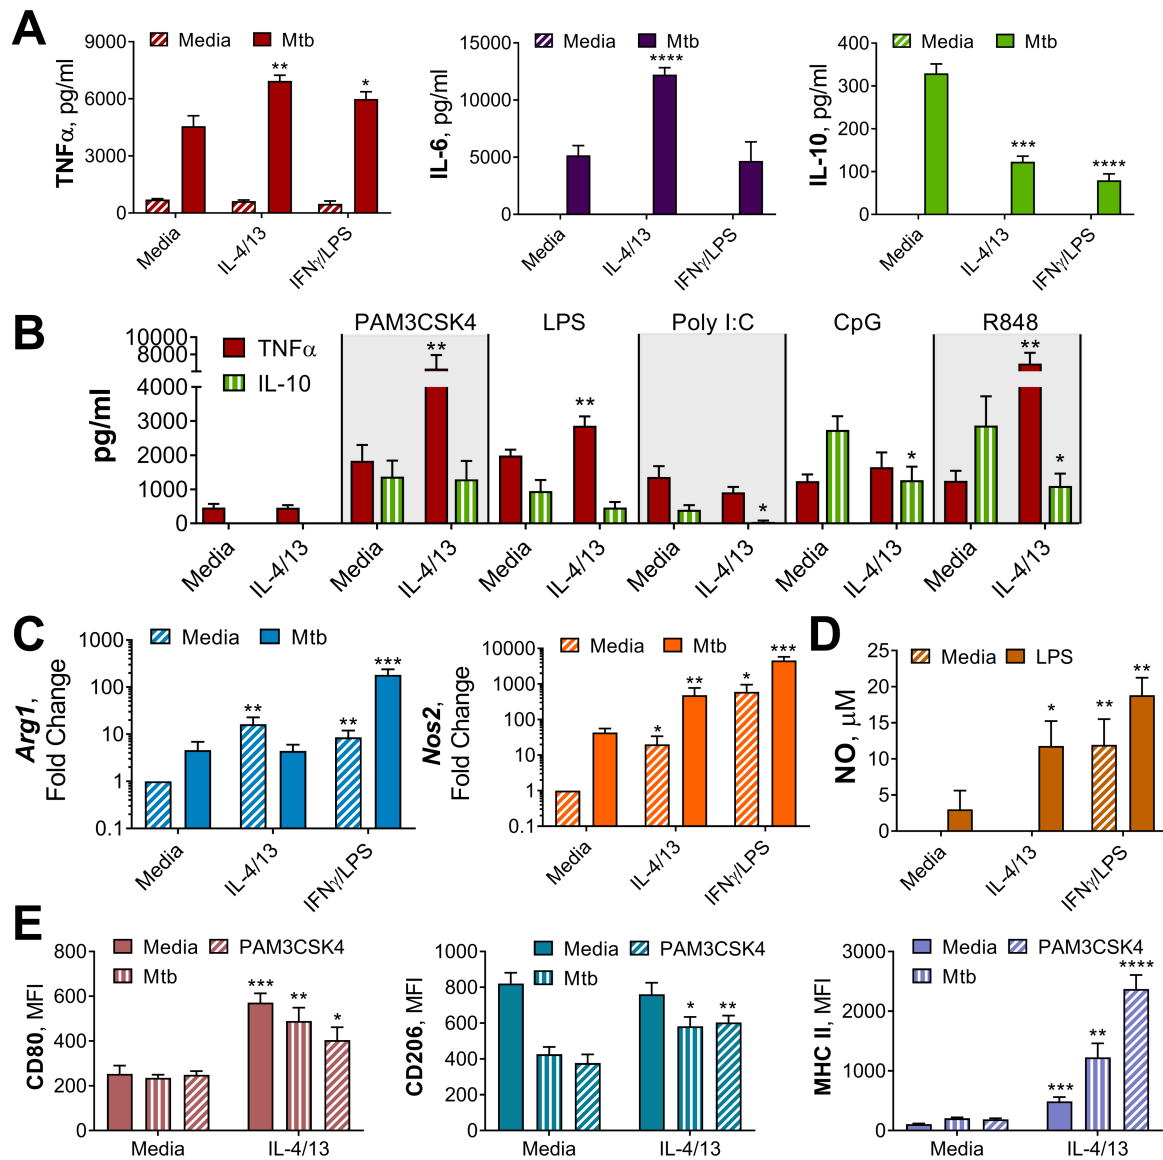 A
TNFα, pg/ml
9000
6000
3000
0
Media Mtb
**
*
Media
IL-4/13
IFNγ/LPS
IL-6, pg/ml
15000
10000
5000
0
Media Mtb
****
Media
IL-4/13
IFNγ/LPS
IL-10, pg/ml
400
300
200
100
0
Media Mtb
***
****
Media
IL-4/13
IFNγ/LPS
B
pg/ml
10000
8000
4000
3000
2000
1000
0
TNFα
IL-10
PAM3CSK4 LPS Poly I:C CpG R848
**
**
*
*
**
*
Media IL-4/13 Media IL-4/13 Media IL-4/13 Media IL-4/13 Media IL-4/13 Media IL-4/13
C
Arg1,
Fold Change
1000
100
10
1
0.1
Media Mtb
**
**
***
Media
IL-4/13
IFNγ/LPS
Nos2,
Fold Change
10000
1000
100
10
1
0.1
Media Mtb
*
**
*
***
Media
IL-4/13
IFNγ/LPS
D
NO, µM
25
20
15
10
5
0
Media LPS
*
**
**
Media
IL-4/13
IFNγ/LPS
E
CD80, MFI
800
600
400
200
0
Media PAM3CSK4
Mtb
***
**
*
Media IL-4/13
CD206, MFI
1000
800
600
400
200
0
Media PAM3CSK4
Mtb
*
**
Media IL-4/13
MHC II, MFI
3000
2000
1000
0
Media PAM3CSK4
Mtb
***
**
****
Media IL-4/13